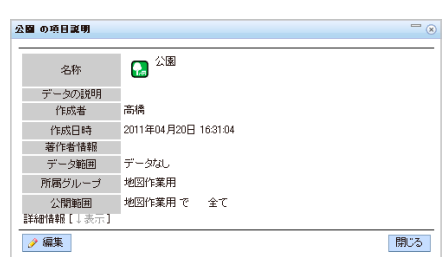 公園 の項目説明
名称 公園
データの説明
作成者 高橋
作成日時 2011年04月20日 16:31:04
著作者情報
データ範囲 データなし
所属グループ 地図作業用
公開範囲 地図作業用 で 全て
詳細情報 [↓表示]
編集 閉じる